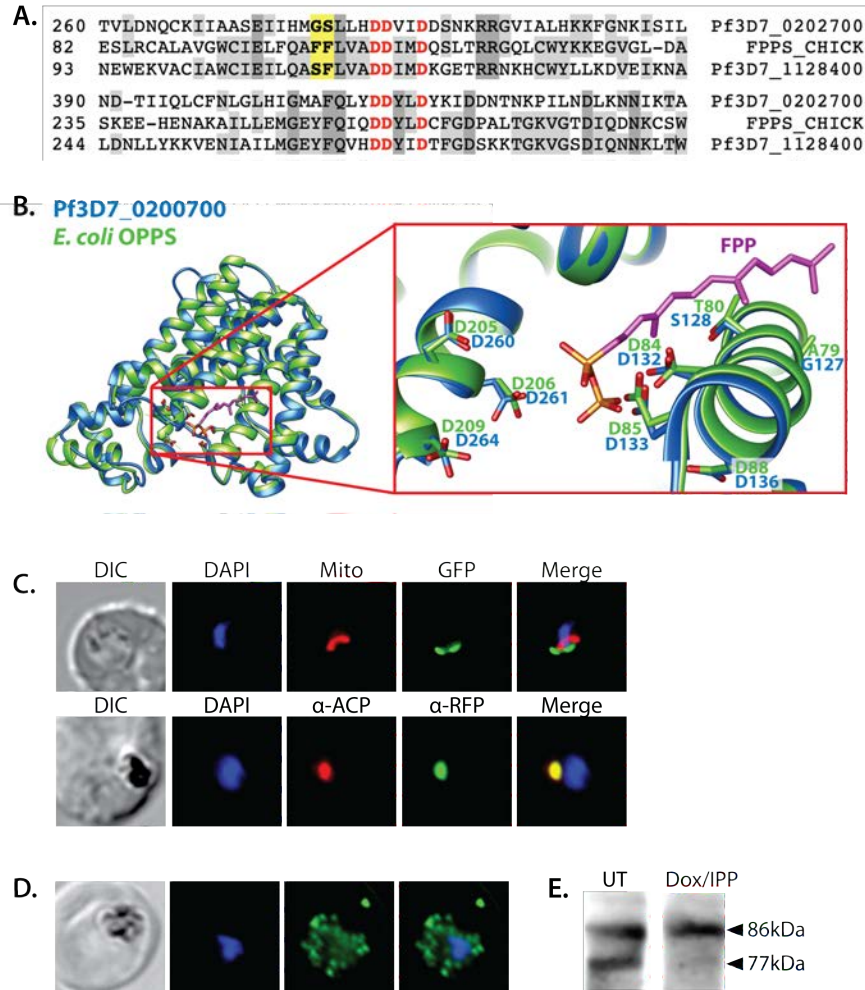 A.
260 TVLDNQCKIIAASEIIHMGSLLHDDVIDDSNKRRGVIALHKTFGNKISIL Pf3D7_0202700
82 ESLRCALAVGWCIELFQAFFLVADDIMDQSLTRRGQLCWYKKEGVGL-DA FPPS_CHICK
93 NEWEKVACIAWCIEILQASFLVADDIMDKGETRRNKHCWYLLKDVEIKNA Pf3D7_1128400
390 ND-TIIQLCFNLGLHIGMAFQLYDDYLDYKIDDNTNKPILNDLKNNIKTA Pf3D7_0202700
235 SKEE-HENAKAILLEMGEYFQIQDDYLDCFGDPALTGKVGTDIQDNKCSW FPPS_CHICK
244 LDNLLYKKVENIAILMGEYFQVHDDYIDTFGDSKKTGKVGSDIQNNKLTW Pf3D7_1128400
B. Pf3D7_0200700
E. coli OPPS
FPP
T80
S128
D205
D260
D84
D132
A79
G127
D206
D261
D209
D264
D85
D133
D88
D136
C.
DIC DAPI Mito GFP Merge
DIC DAPI α-ACP α-RFP Merge
D.
E.
UT Dox/IPP
86kDa
77kDa